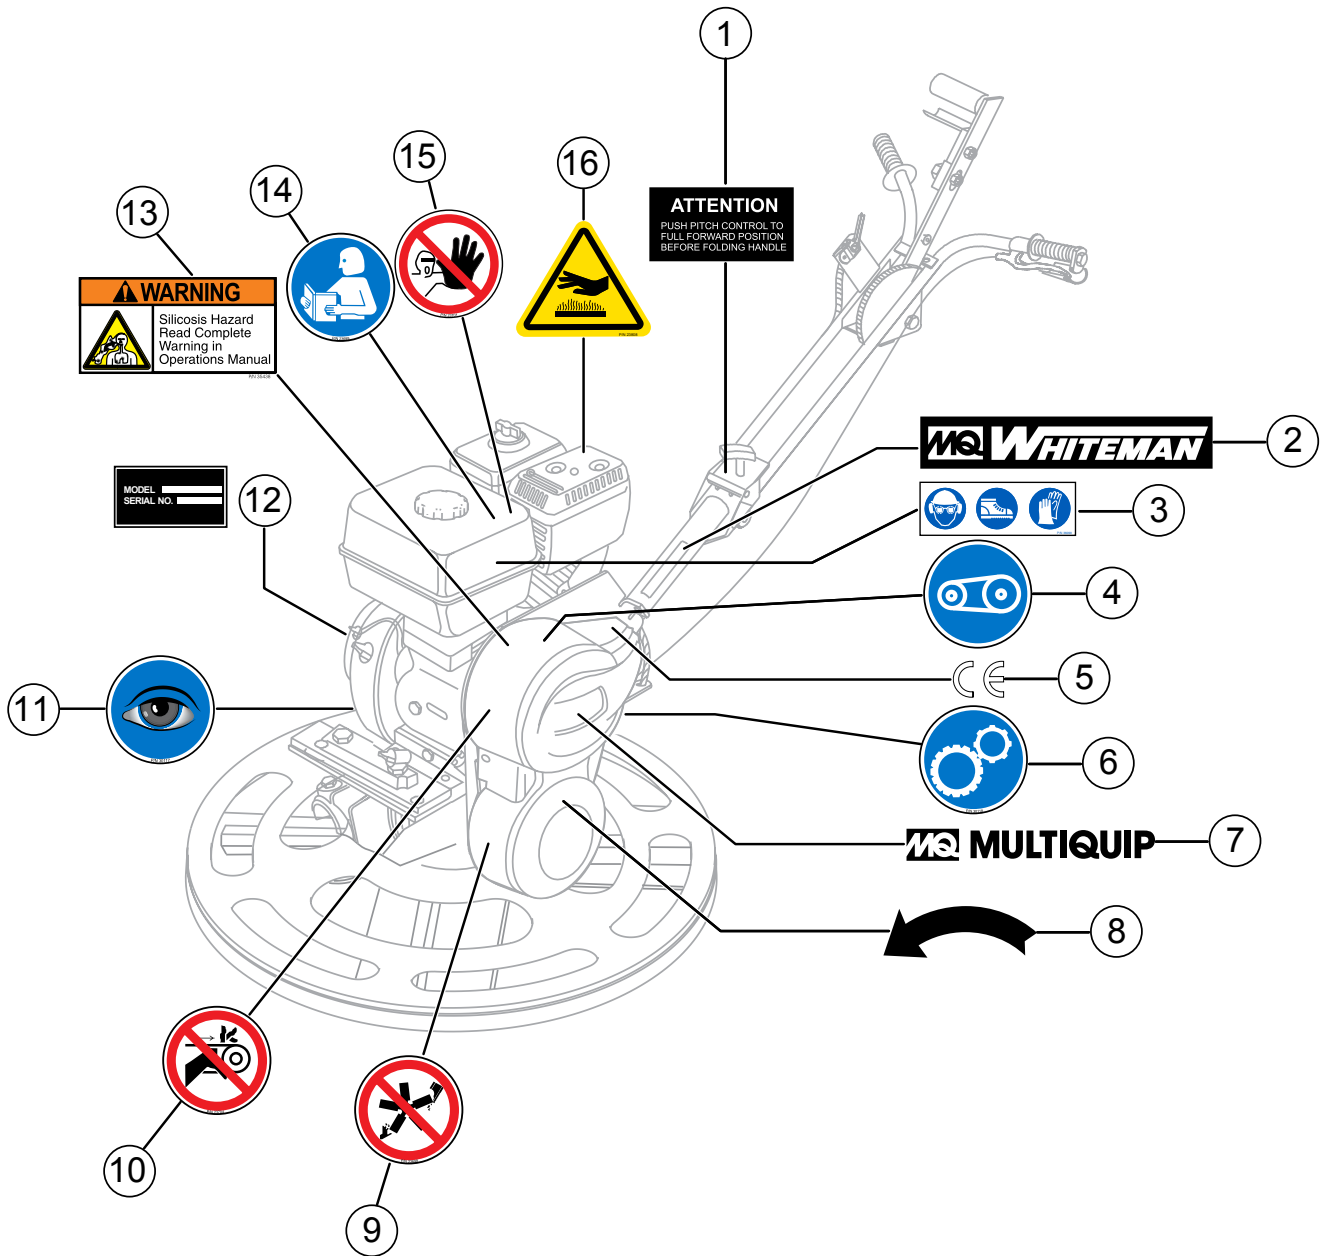 1
15
16
14
13
ATTENTION
PUSH PITCH CONTROL TO
FULL FORWARD POSITION
BEFORE FOLDING HANDLE
WARNING
Silicosis Hazard
Read Complete
Warning in
Operations Manual
MQ WHITEMAN
2
MODEL
SERIAL NO.
12
3
4
CE
5
11
6
MQ MULTIQUIP
7
8
10
9